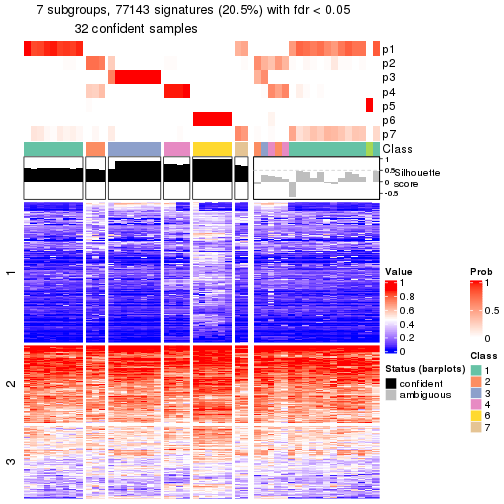 7 subgroups, 77143 signatures (20.5%) with fdr < 0.05
32 confident samples
p1
p2
p3
p4
p5
p6
p7
Class
1
0.5
0
-0.5
Silhouette
score
1
2
3
Value
1
0.8
0.6
0.4
0.2
0
Status (barplots)
confident
ambiguous
Prob
1
0.5
0
Class
1
2
3
4
5
6
7